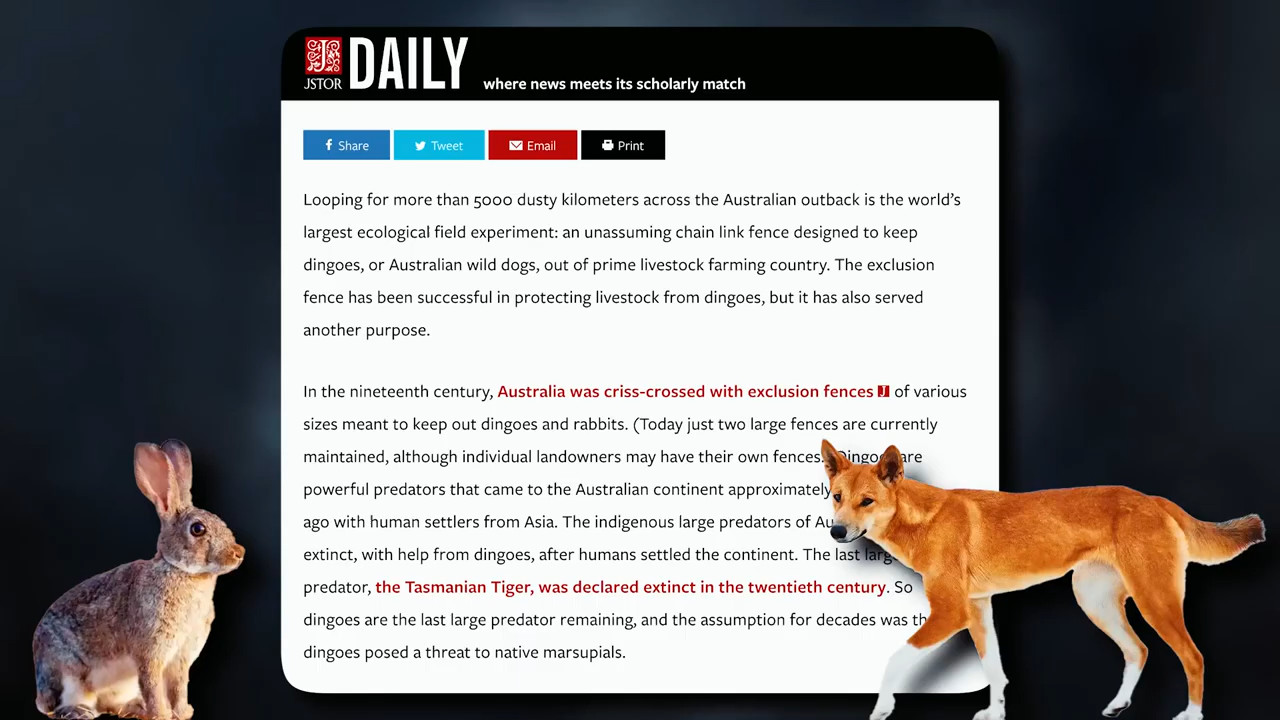 JSTOR DAILY where news meets its scholarly match
Share Tweet Email Print
Looping for more than 5000 dusty kilometers across the Australian outback is the world's
largest ecological field experiment: an unassuming chain link fence designed to keep
dingoes, or Australian wild dogs, out of prime livestock farming country. The exclusion
fence has been successful in protecting livestock from dingoes, but it has also served
another purpose.
In the nineteenth century, Australia was criss-crossed with exclusion fences J of various
sizes meant to keep out dingoes and rabbits. (Today just two large fences are currently
maintained, although individual landowners may have their own fences. are
powerful predators that came to the Australian continent approximately
ago with human settlers from Asia. The indigenous large predators of
extinct, with help from dingoes, after humans settled the continent. The last
predator, the Tasmanian Tiger, was declared extinct in the twentieth century. So
dingoes are the last large predator remaining, and the assumption for decades was
dingoes posed a threat to native marsupials.